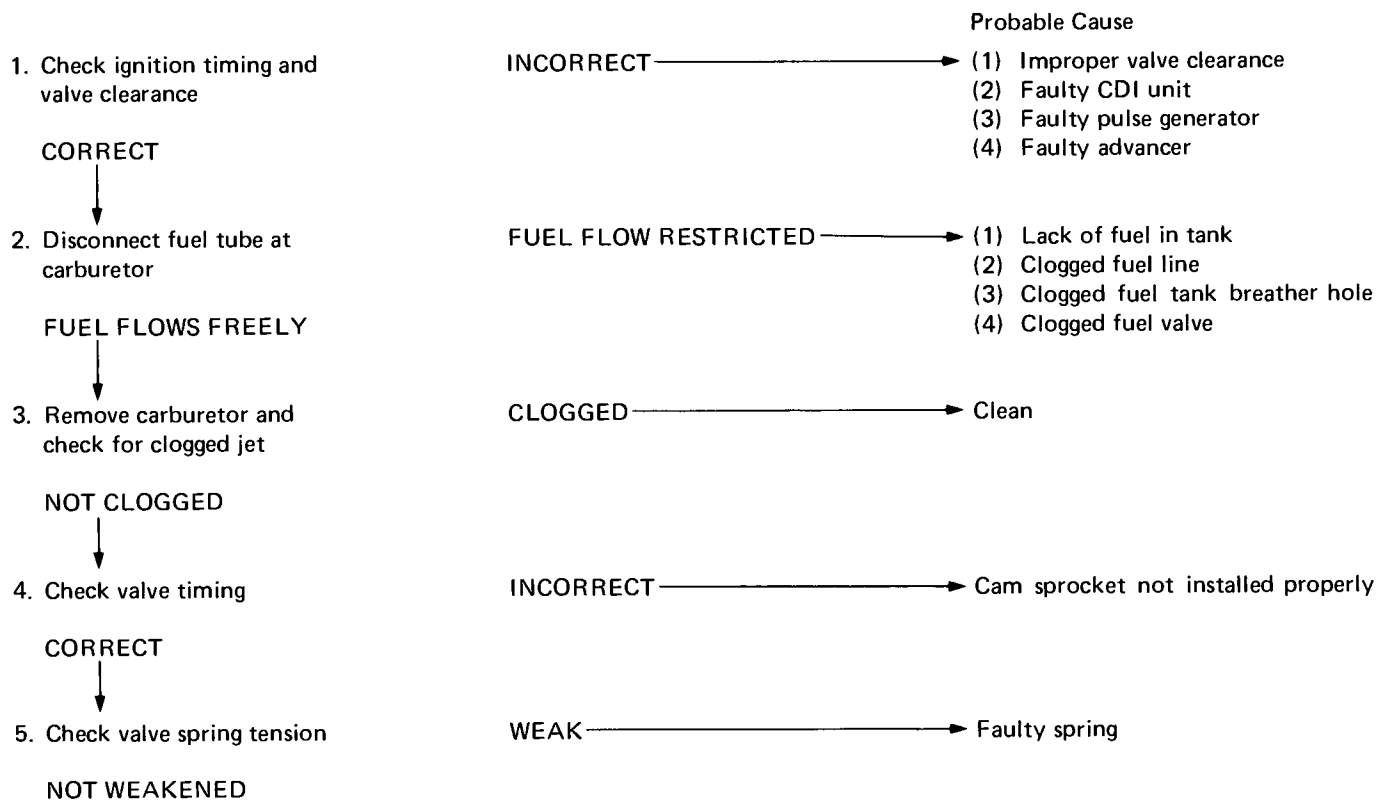 Probable Cause
1. Check ignition timing and
valve clearance
INCORRECT
(1) Improper valve clearance
(2) Faulty CDI unit
(3) Faulty pulse generator
(4) Faulty advancer
CORRECT
2. Disconnect fuel tube at
carburetor
FUEL FLOW RESTRICTED
(1) Lack of fuel in tank
(2) Clogged fuel line
(3) Clogged fuel tank breather hole
(4) Clogged fuel valve
FUEL FLOWS FREELY
3. Remove carburetor and
check for clogged jet
CLOGGED
Clean
NOT CLOGGED
4. Check valve timing
INCORRECT
Cam sprocket not installed properly
CORRECT
5. Check valve spring tension
WEAK
Faulty spring
NOT WEAKENED